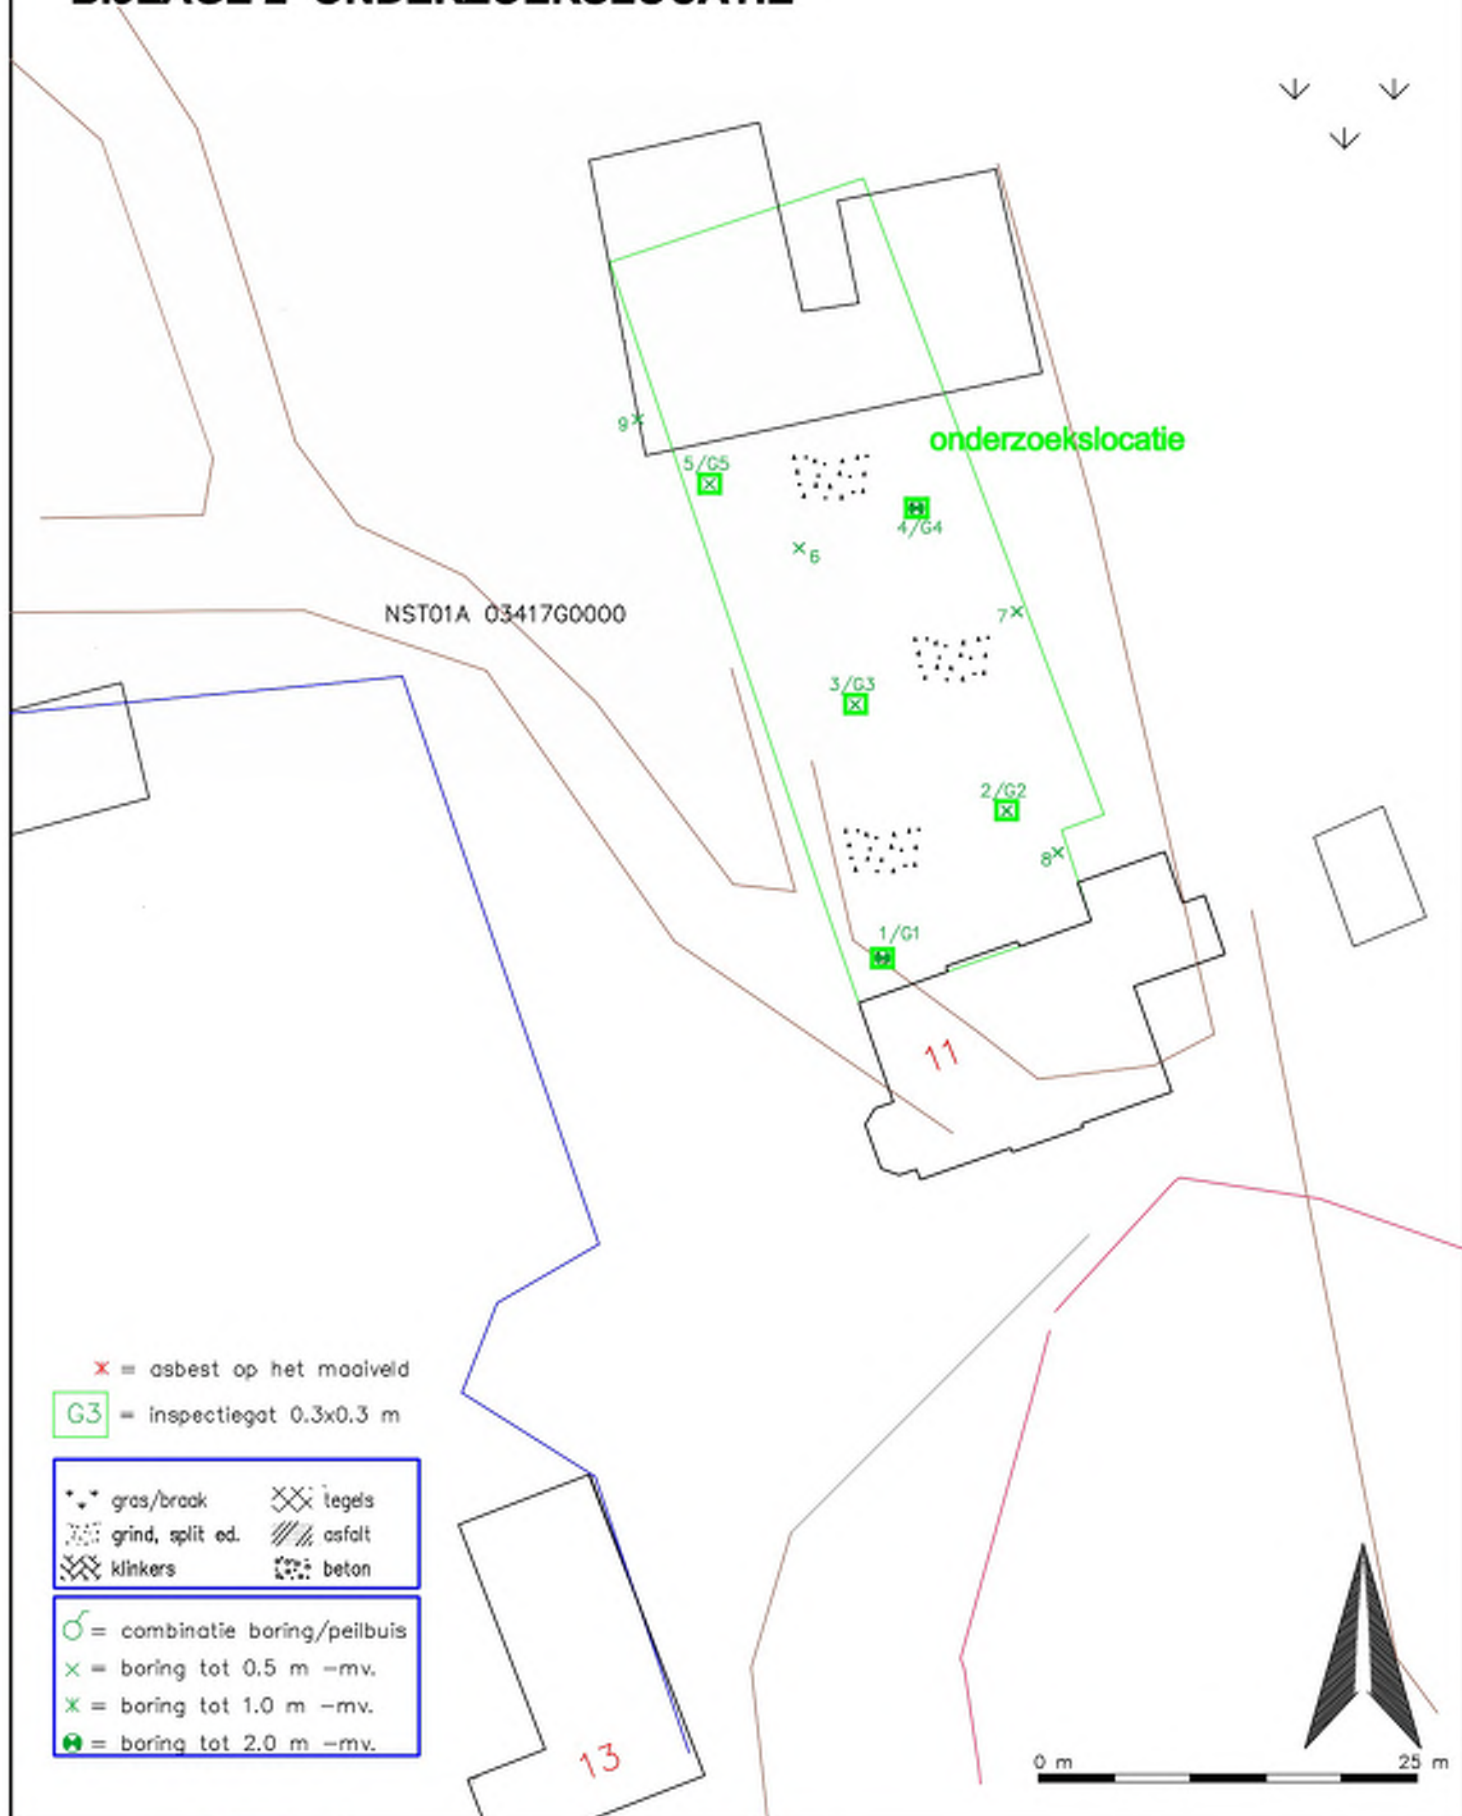 BIJLAGE 2 ONDERZOEKSLOCATIE
9
onderzoekslocatie
5/G5
4/G4
6
NST01A 03417G0000
7
3/G3
2/G2
8
1/G1
11
= asbest op het maaiveld
G3 = inspectiegat 0.3x0.3 m
gras/braak tegels
grind, split ed. asfalt
klinkers beton
= combinatie boring/peilbuis
= boring tot 0.5 m -mv.
= boring tot 1.0 m -mv.
= boring tot 2.0 m -mv.
13
0 m 25 m